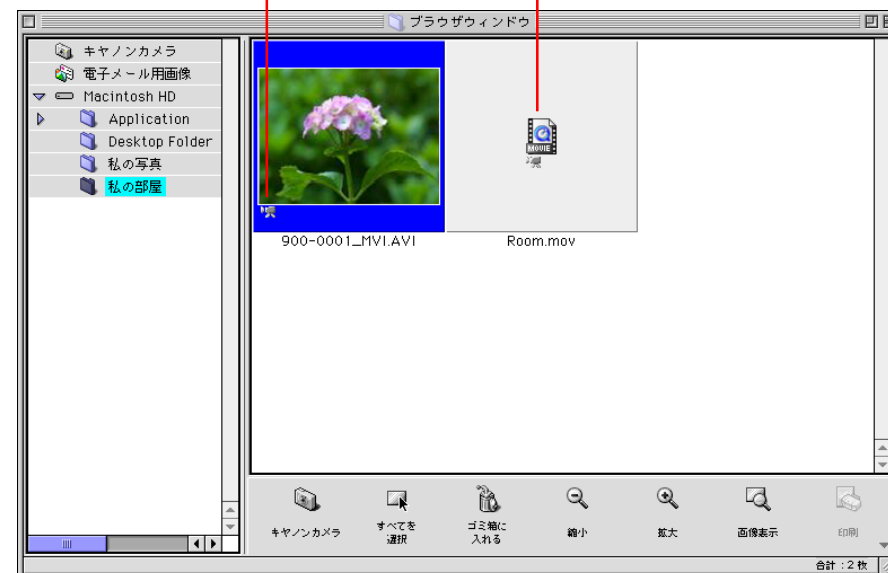 ブラウザウィンドウ
キヤノンカメラ
電子メール用画像
Macintosh HD
Application
Desktop Folder
私の写真
私の部屋
MOVIE
900-0001_MVI.AVI
Room.mov
キヤノンカメラ
すべてを
選択
ゴミ箱に
入れる
縮小
拡大
画像表示
印刷
合計：2 枚